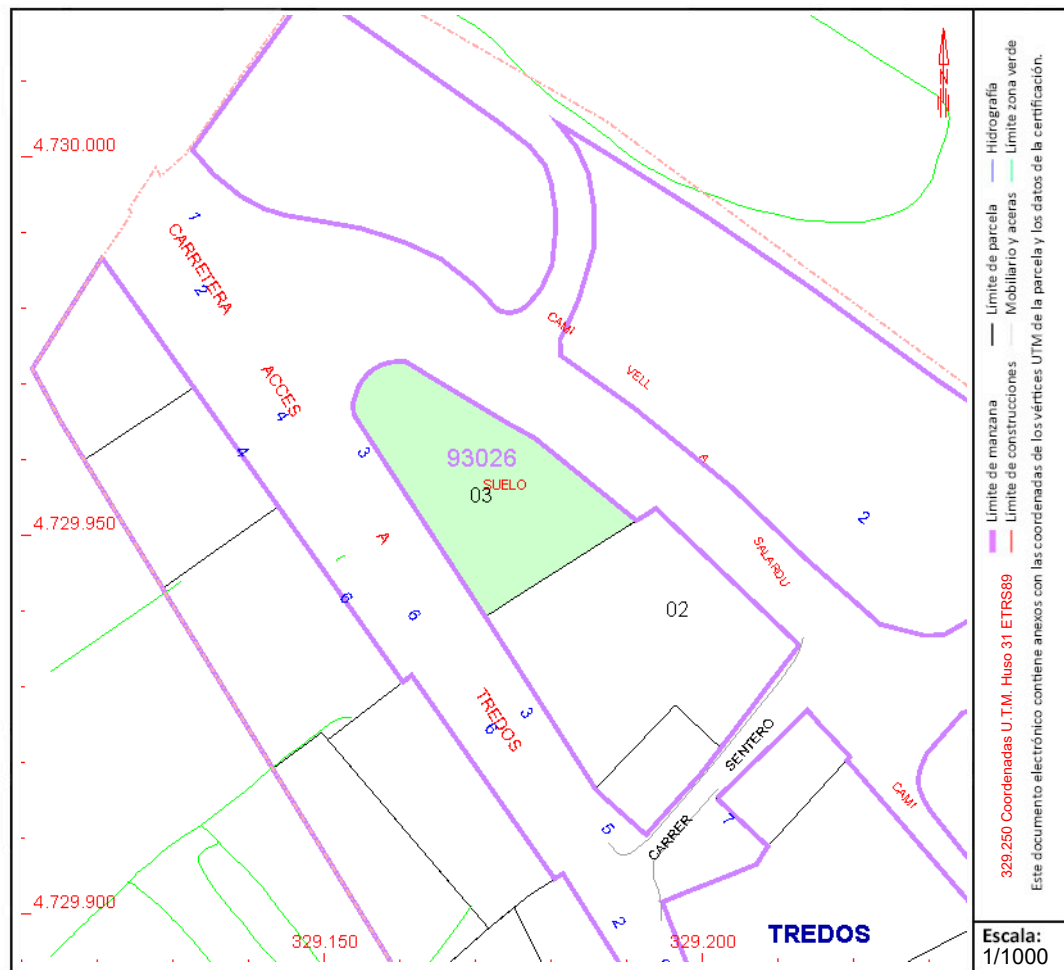 4.730.000
1
CARRETERA
2
CAMÍ
VELL
ACCES
4
4
3
93026
SUELO
03
A
2
4.729.950
A
SALARDU
6
6
02
TREDOS
3
6
SENTERO
CAMÍ
5
CARRER
7
4.729.900
2
329.150
329.200
TREDOS
Límite de manzana
Límite de parcela
Hidrografía
Límite de construcciones
Mobiliario y aceras
Límite zona verde
329.250 Coordenadas U.T.M. Huso 31 ETRS89
Este documento electrónico contiene anexos con las coordenadas de los vértices UTM de la parcela y los datos de la certificación.
Escala:
1/1000